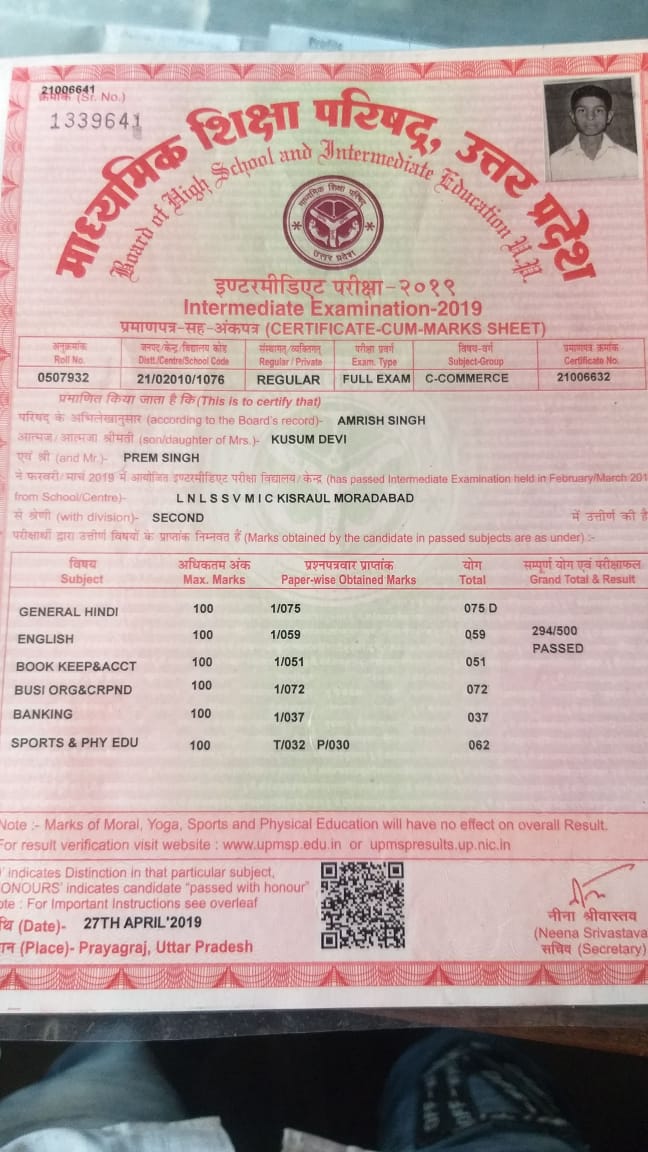 21006641
क्रमांक (Sr. No.)
1339641
माध्यमिक शिक्षा परिषद्, उत्तर प्रदेश
Board of High School and Intermediate Education U.P.
माध्यमिक शिक्षा परिषद्
उत्तर प्रदेश
इण्टरमीडिएट परीक्षा-२०१९
Intermediate Examination-2019
प्रमाणपत्र-सह-अंकपत्र (CERTIFICATE-CUM-MARKS SHEET)
अनुक्रमांक जनपद/केन्द्र/विद्यालय कोड संस्थागत/व्यक्तिगत परीक्षा प्रवर्ग विषय-वर्ग प्रमाणपत्र क्रमांक
Roll No. Distt./Centre/School Code Regular / Private Exam. Type Subject-Group Certificate No.
0507932 21/02010/1076 REGULAR FULL EXAM C-COMMERCE 21006632
प्रमाणित किया जाता है कि (This is to certify that)
परिषद के अभिलेखानुसार (according to the Board's record)- AMRISH SINGH
आत्मज/आत्मजा श्रीमती (son/daughter of Mrs.)- KUSUM DEVI
एवं श्री (and Mr.)- PREM SINGH
ने फरवरी/मार्च 2019 में आयोजित इण्टरमीडिएट परीक्षा विद्यालय/केन्द्र (has passed Intermediate Examination held in February/March 201
from School/Centre)- L N L S S V M I C KISRAUL MORADABAD
से श्रेणी (with division)- SECOND में उत्तीर्ण की है
परीक्षार्थी द्वारा उत्तीर्ण विषयों के प्राप्तांक निम्नवत हैं (Marks obtained by the candidate in passed subjects are as under) :-
विषय अधिकतम अंक प्रश्नपत्रवार प्राप्तांक योग सम्पूर्ण योग एवं परीक्षाफल
Subject Max. Marks Paper-wise Obtained Marks Total Grand Total & Result
GENERAL HINDI 100 1/075 075 D
ENGLISH 100 1/059 059 294/500
PASSED
BOOK KEEP&ACCT 100 1/051 051
BUSI ORG&CRPND 100 1/072 072
BANKING 100 1/037 037
SPORTS & PHY EDU 100 T/032 P/030 062
Note :- Marks of Moral, Yoga, Sports and Physical Education will have no effect on overall Result.
For result verification visit website : www.upmsp.edu.in or upmspresults.up.nic.in
' indicates Distinction in that particular subject,
ONOURS' indicates candidate "passed with honour"
ote : For Important Instructions see overleaf
थि (Date)- 27TH APRIL'2019
ान (Place)- Prayagraj, Uttar Pradesh
नीना श्रीवास्तव
(Neena Srivastava
सचिव (Secretary)